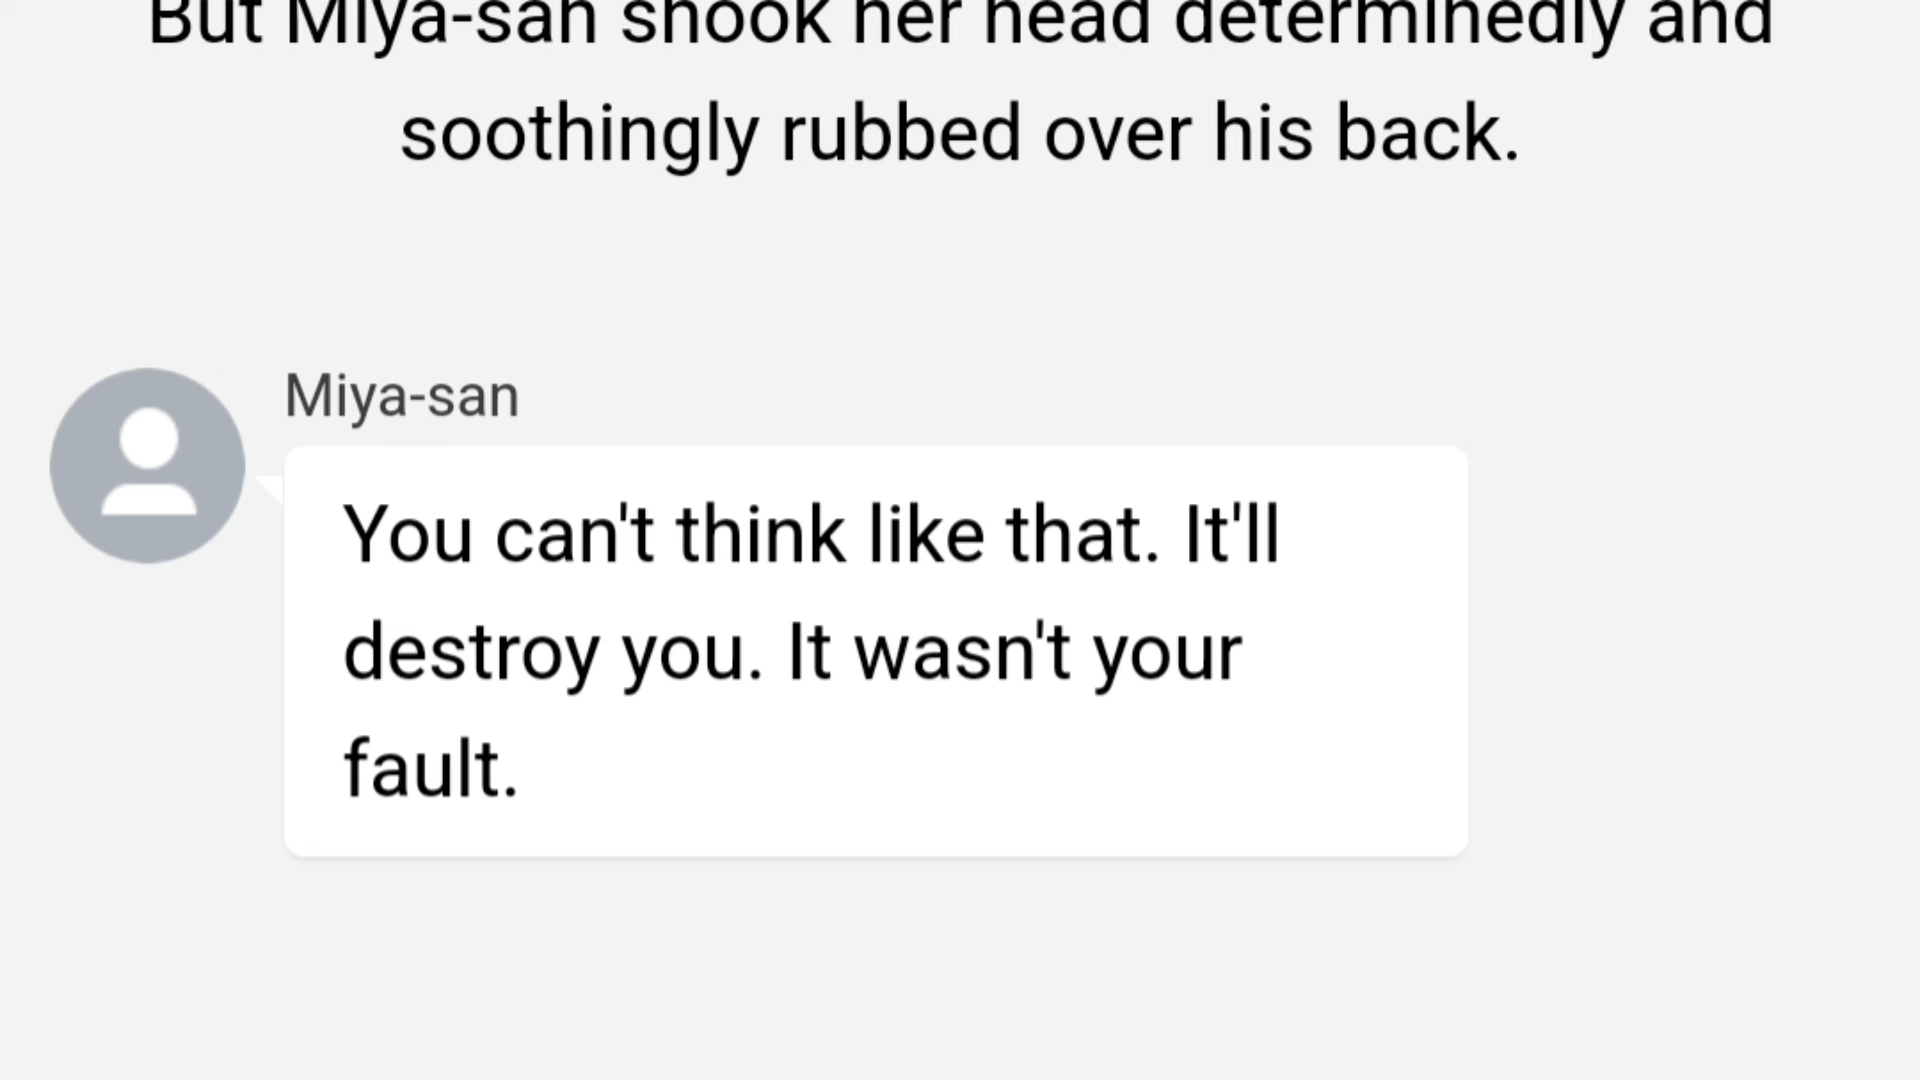 But Miya-san shook her head determinedly and
soothingly rubbed over his back.
Miya-san
You can't think like that. It'll
destroy you. It wasn't your
fault.